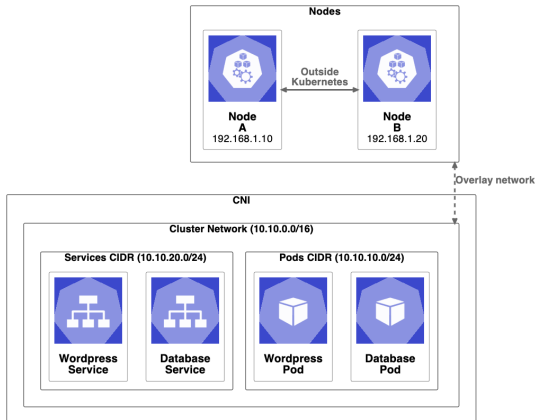 Nodes
Outside
Kubernetes
Node
A
192.168.1.10
Node
B
192.168.1.20
Overlay network
CNI
Cluster Network (10.10.0.0/16)
Services CIDR (10.10.20.0/24)
Pods CIDR (10.10.10.0/24)
Wordpress
Service
Database
Service
Wordpress
Pod
Database
Pod